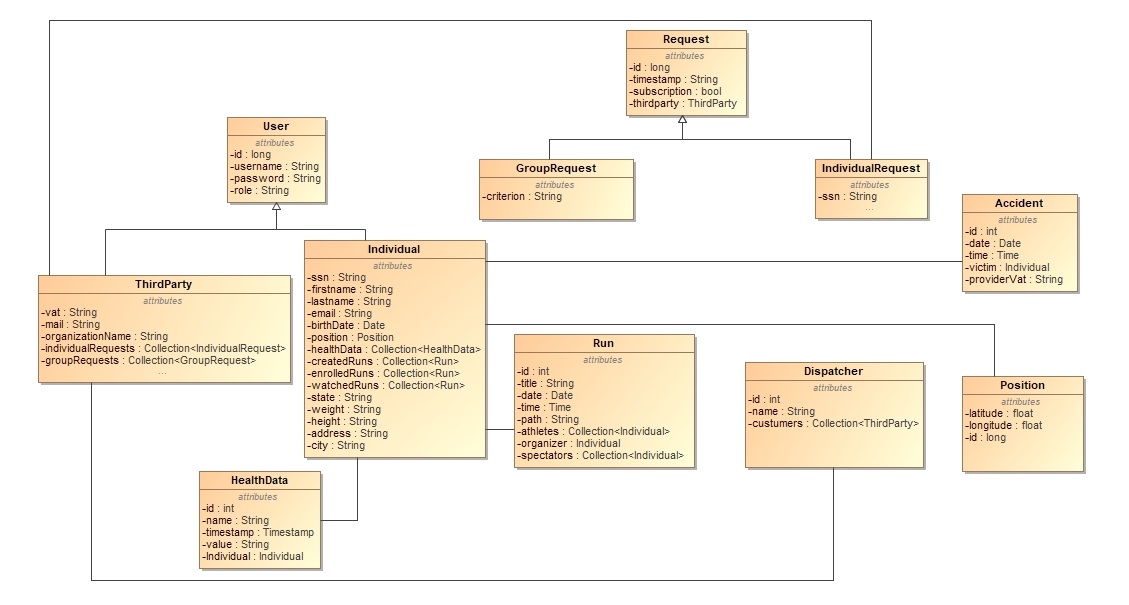 Request
attributes
-id : long
-timestamp : String
-subscription : bool
-thirdparty : ThirdParty
User
attributes
-id : long
-username : String
-password : String
-role : String
GroupRequest
attributes
-criterion : String
IndividualRequest
attributes
-ssn : String
...
Accident
attributes
-id : int
-date : Date
-time : Time
-victim : Individual
-providerVat : String
ThirdParty
attributes
-vat : String
-mail : String
-organizationName : String
-individualRequests : Collection<IndividualRequest>
-groupRequests : Collection<GroupRequest>
...
Individual
attributes
-ssn : String
-firstname : String
-lastname : String
-email : String
-birthDate : Date
-position : Position
-healthData : Collection<HealthData>
-createdRuns : Collection<Run>
-enrolledRuns : Collection<Run>
-watchedRuns : Collection<Run>
-state : String
-weight : String
-height : String
-address : String
-city : String
Run
attributes
-id : int
-title : String
-date : Date
-time : Time
-path : String
-athletes : Collection<Individual>
-organizer : Individual
-spectators : Collection<Individual>
Dispatcher
attributes
-id : int
-name : String
-custumers : Collection<ThirdParty>
Position
attributes
-latitude : float
-longitude : float
-id : long
HealthData
attributes
-id : int
-name : String
-timestamp : Timestamp
-value : String
-Individual : Individual